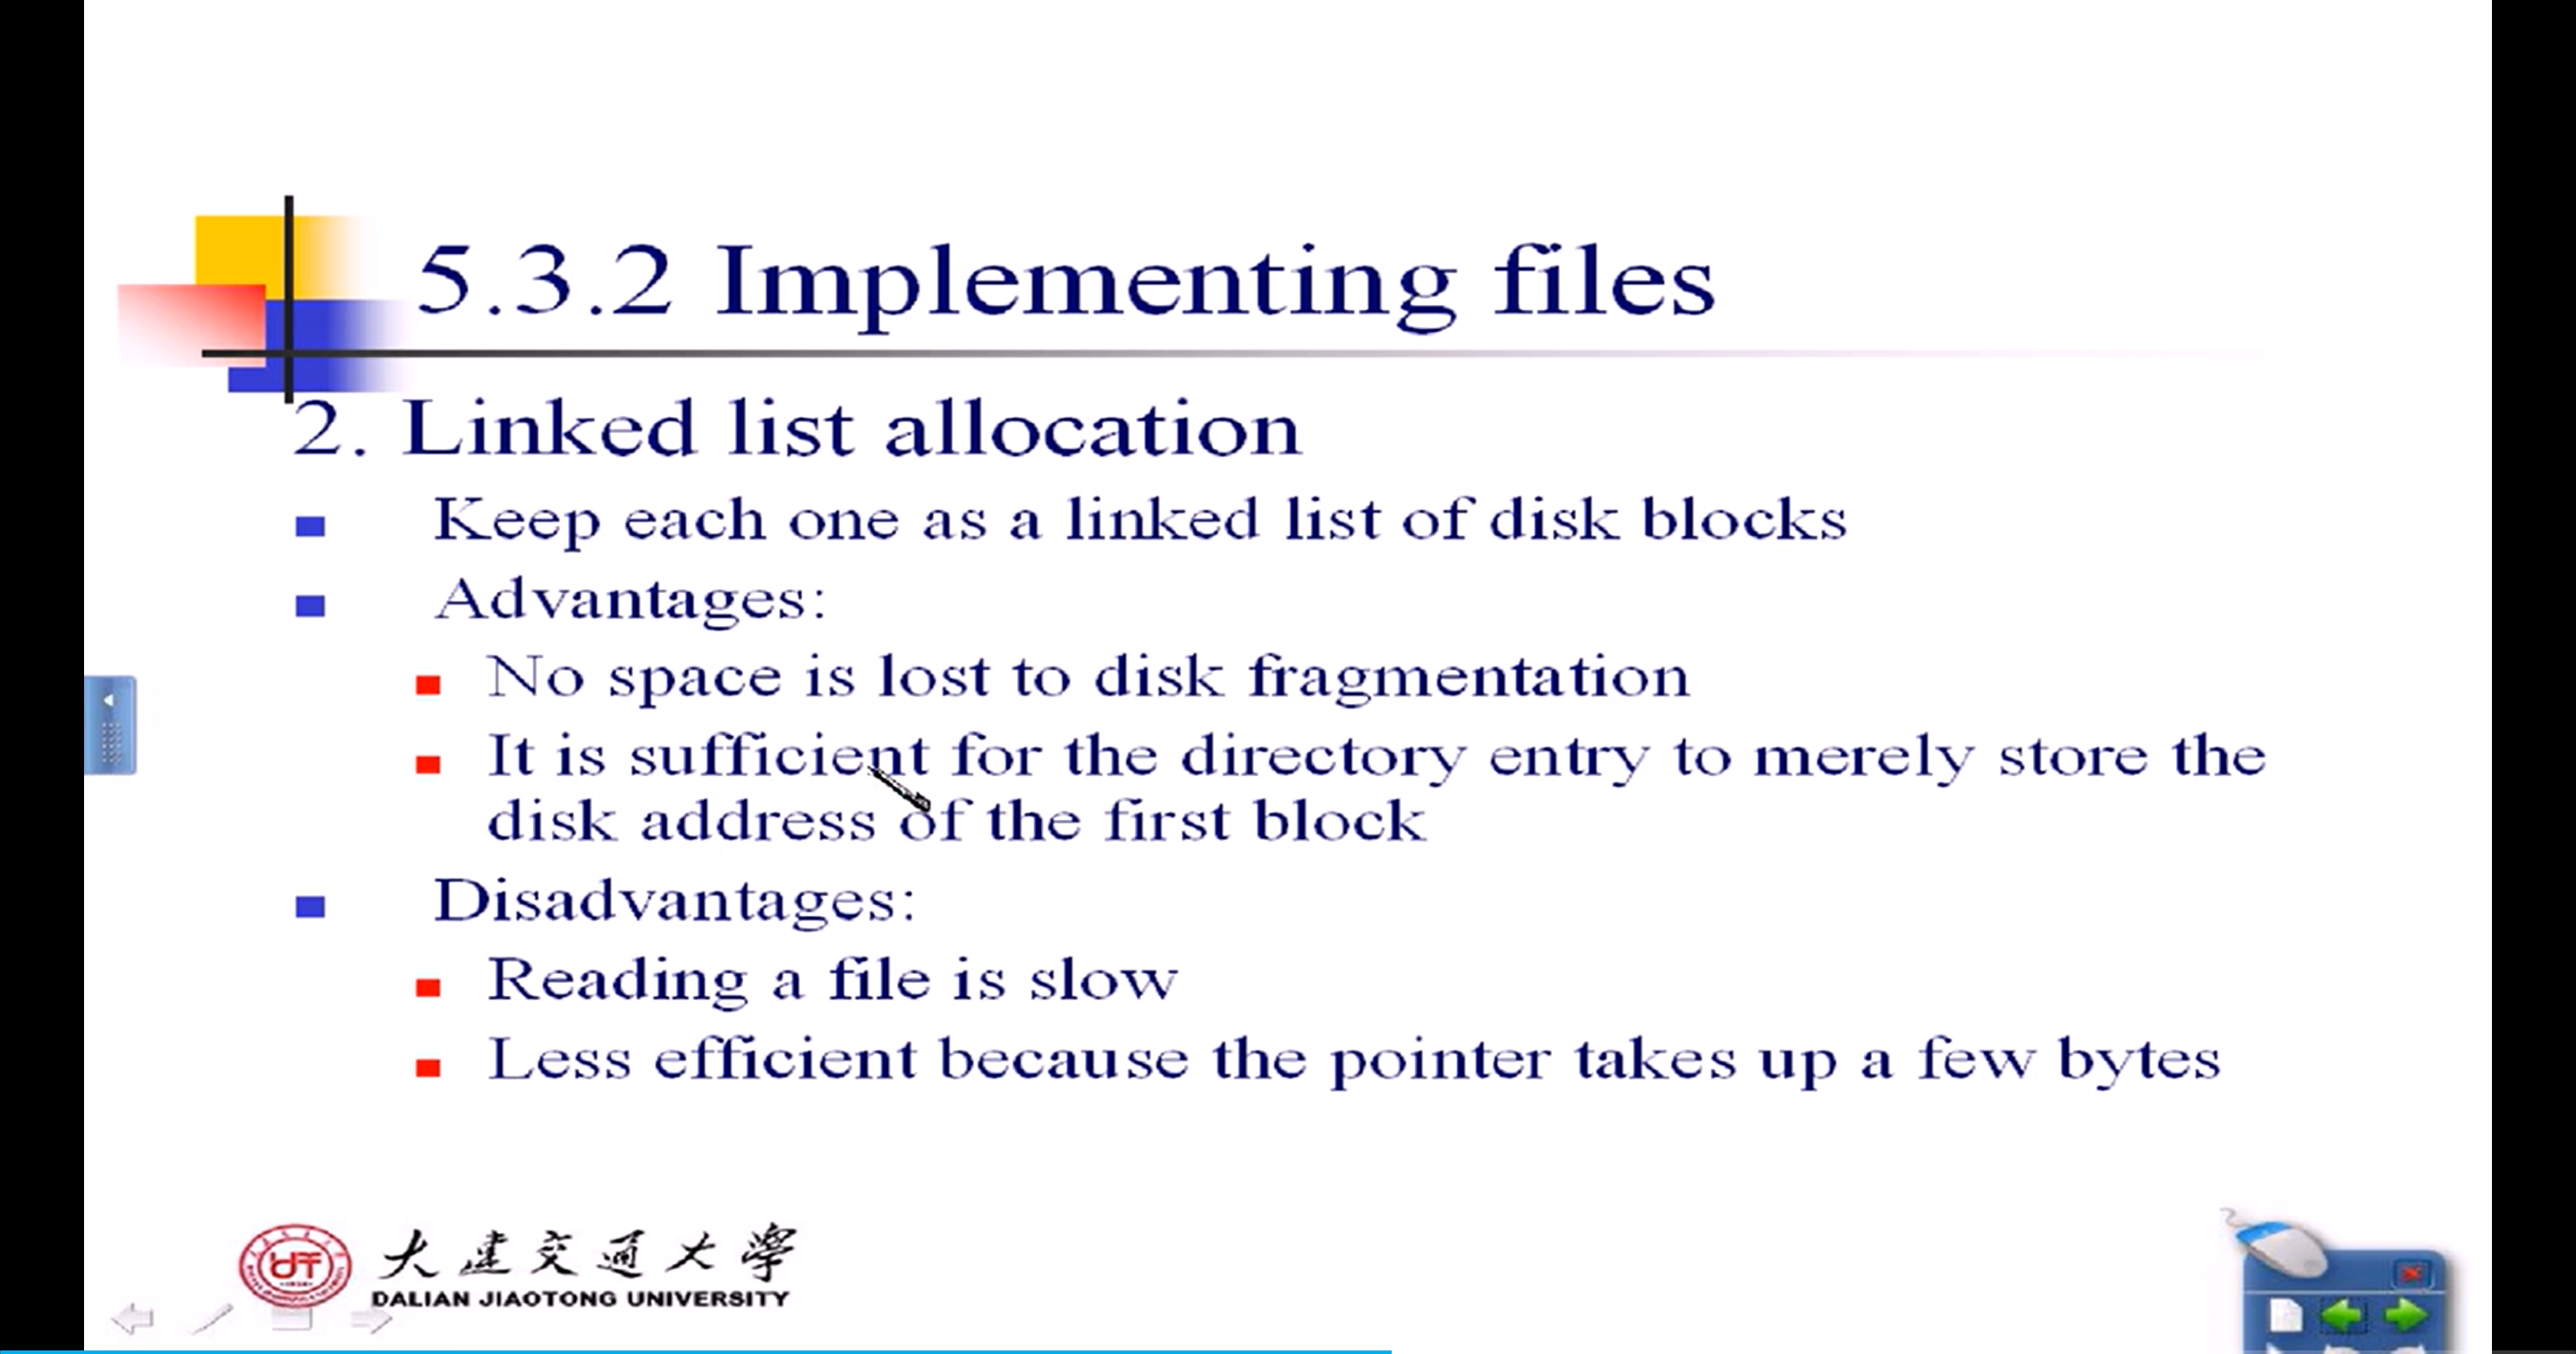 5.3.2 Implementing files
2. Linked list allocation
Keep each one as a linked list of disk blocks
Advantages:
No space is lost to disk fragmentation
It is sufficient for the directory entry to merely store the
disk address of the first block
Disadvantages:
Reading a file is slow
Less efficient because the pointer takes up a few bytes
大连交通大学
DALIAN JIAOTONG UNIVERSITY